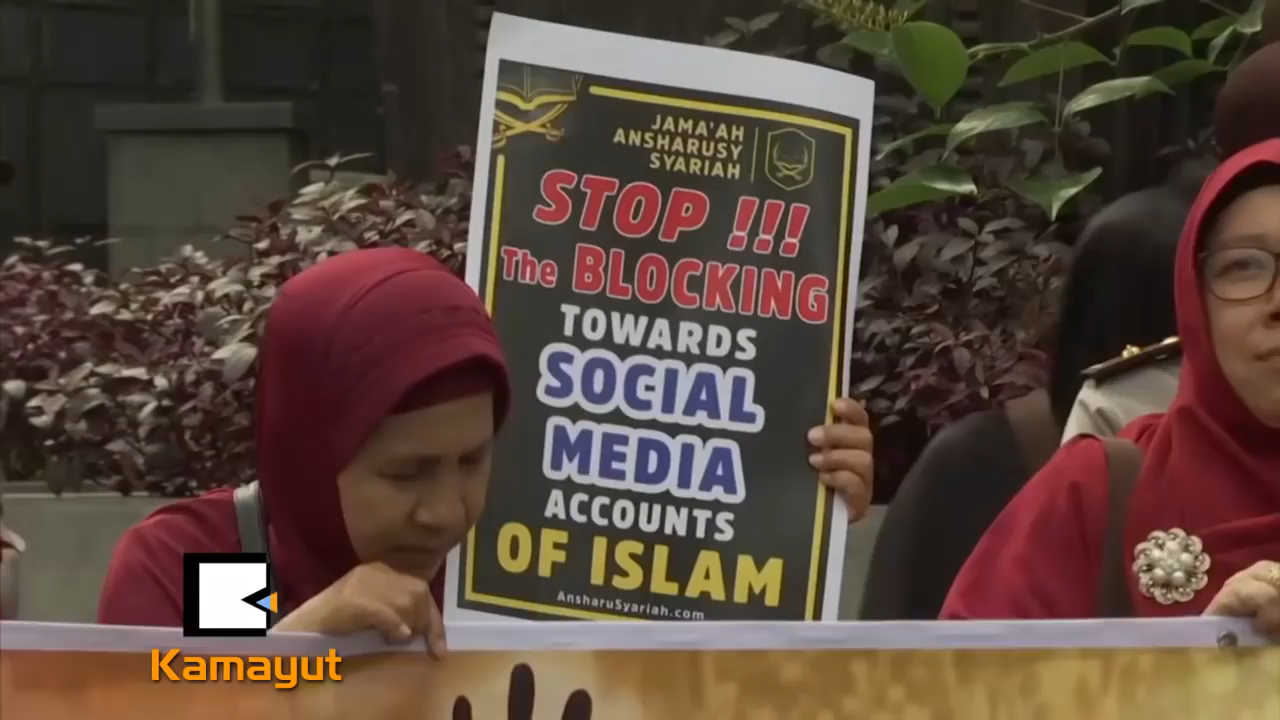 JAMA'AH
ANSHARUSY
SYARIAH
STOP !!!
The BLOCKING
TOWARDS
SOCIAL
MEDIA
ACCOUNTS
OF ISLAM
AnsharuSyariah.com
Kamayut